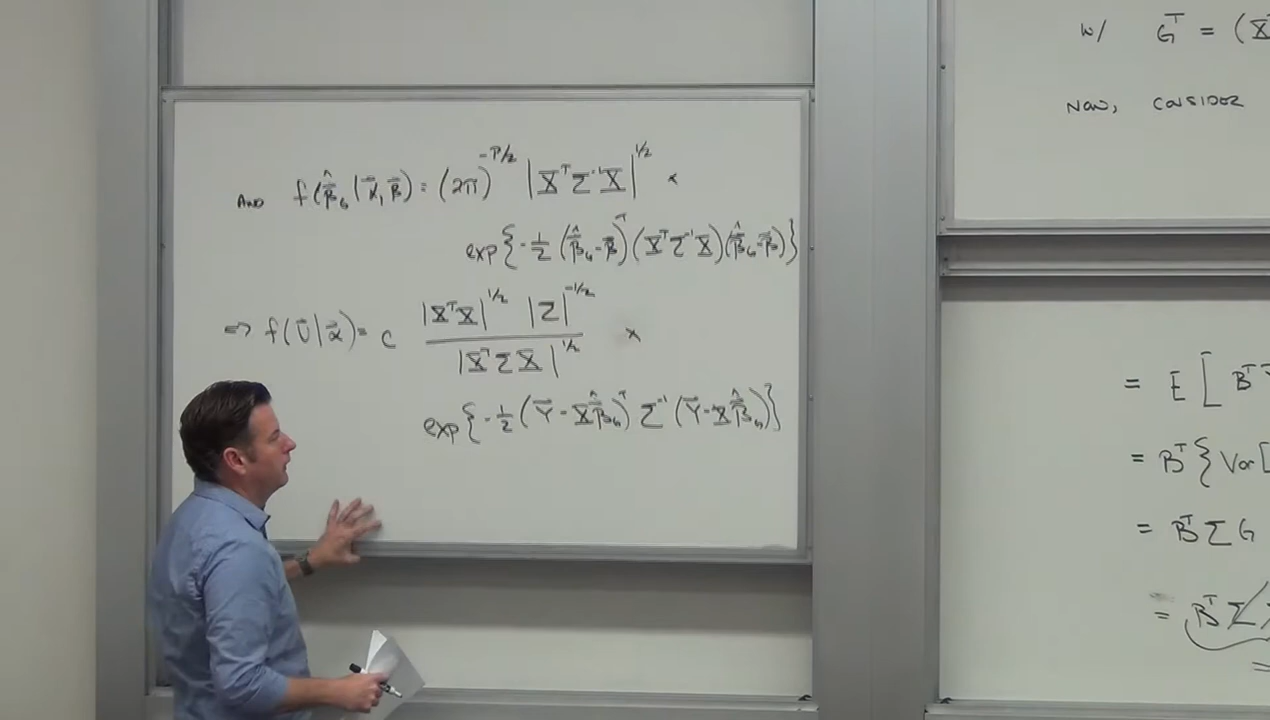 AND f(β̂_G|α⃗, β⃗) = (2π)^{-P/2} |X^T Σ^{-1} X|^{1/2} ×
exp{-1/2 (β̂_G - β)^T (X^T Σ^{-1} X)(β̂_G - β)}
=> f(U⃗|α⃗) = c |X^T X|^{1/2} |Σ|^{-1/2} / |X^T Σ X|^{1/2} ×
exp{-1/2 (Y⃗ - Xβ̂_G)^T Σ^{-1} (Y⃗ - Xβ̂_G)}
w/ G^T = (X
NOW, CONSIDER
= E[B^T
= B^T{Var[
= B^T Σ G
= B^T Σ
=